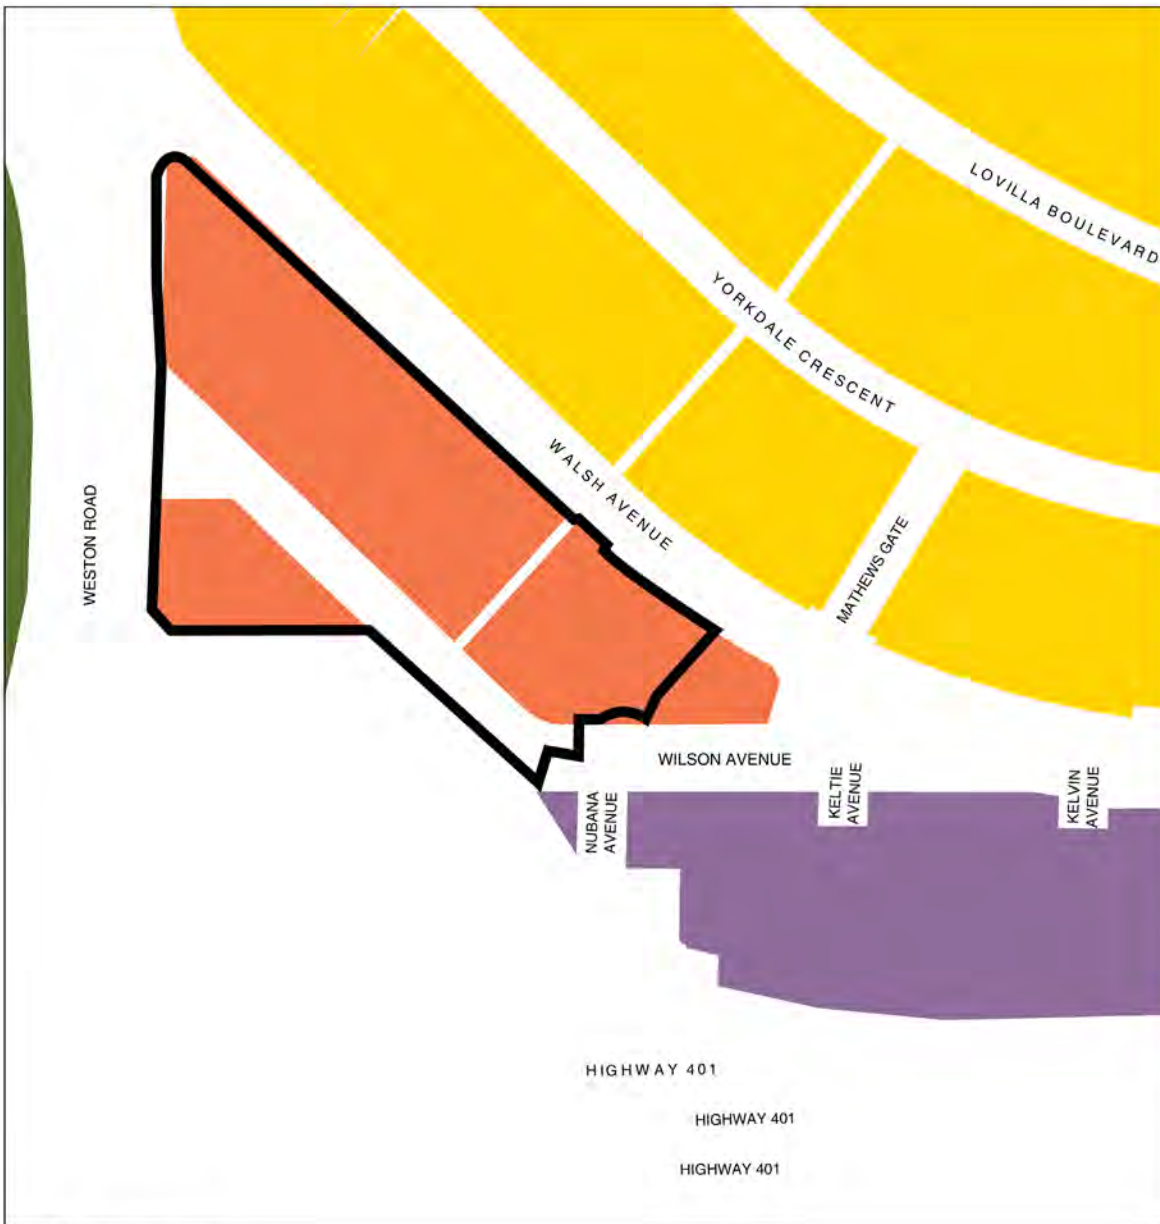 LOVILLA BOULEVARD
YORKDALE CRESCENT
WALSH AVENUE
WESTON ROAD
MATHEWS GATE
WILSON AVENUE
NUBANA
AVENUE
KELTIE
AVENUE
KELVIN
AVENUE
HIGHWAY 401
HIGHWAY 401
HIGHWAY 401